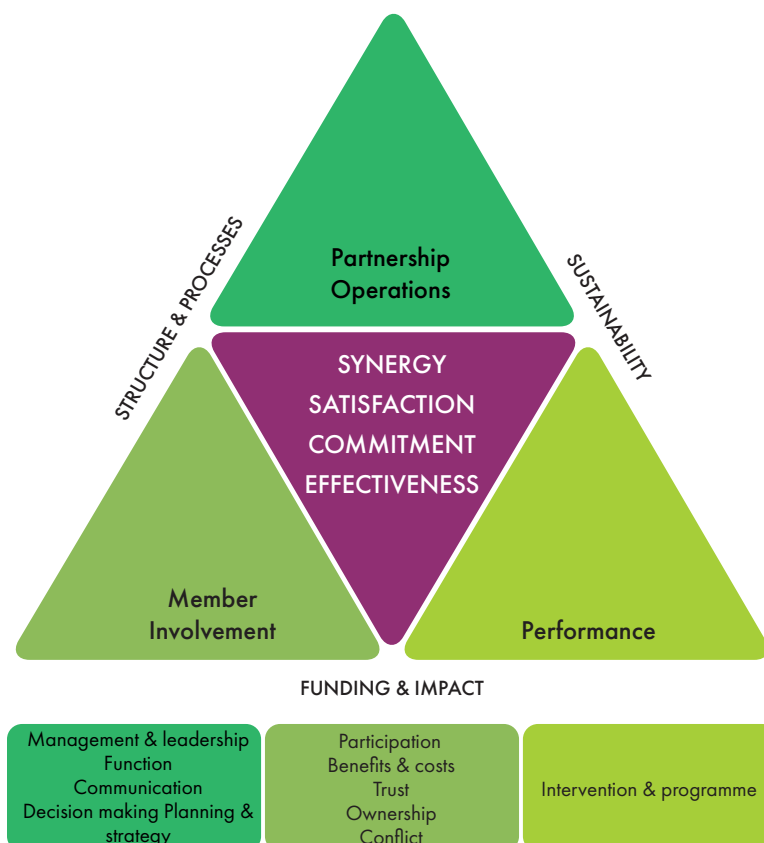 Partnership
Operations
STRUCTURE & PROCESSES
SUSTAINABILITY
SYNERGY
SATISFACTION
COMMITMENT
EFFECTIVENESS
Member
Involvement
Performance
FUNDING & IMPACT
Management & leadership
Function
Communication
Decision making Planning &
strategy
Participation
Benefits & costs
Trust
Ownership
Conflict
Intervention & programme